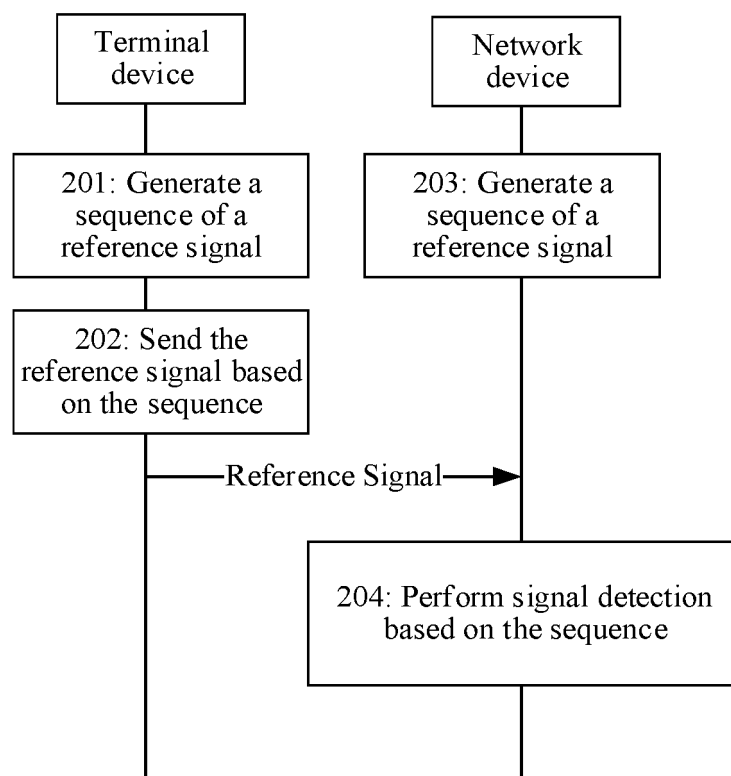 Terminal
device
Network
device
201: Generate a
sequence of a
reference signal
203: Generate a
sequence of a
reference signal
202: Send the
reference signal based
on the sequence
Reference Signal
204: Perform signal detection
based on the sequence